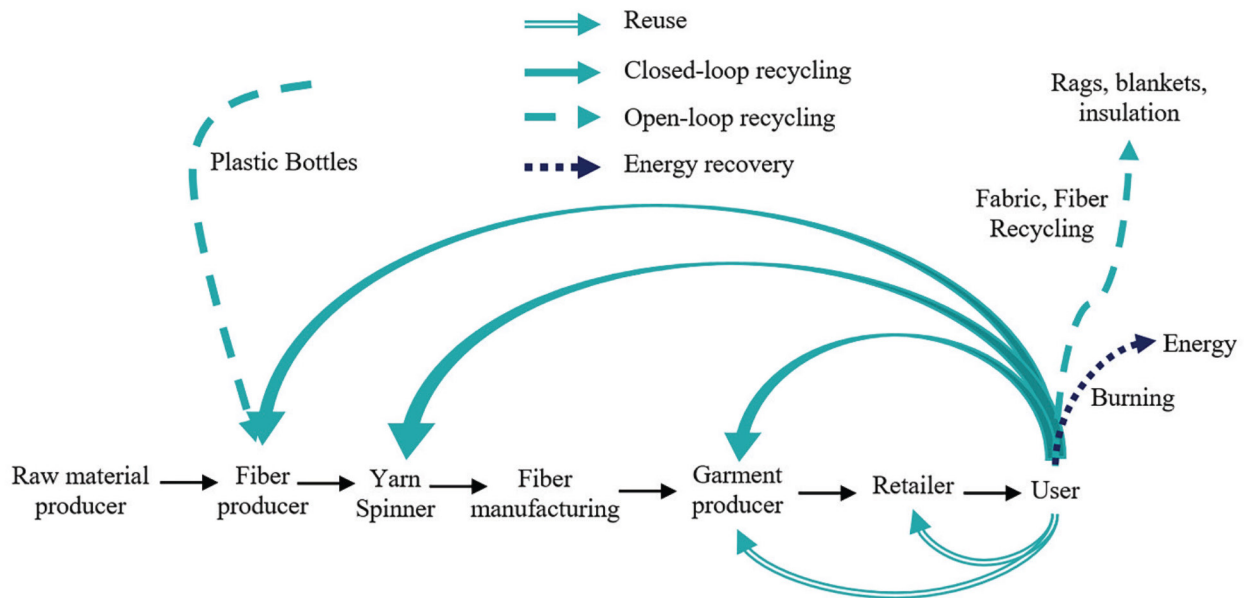 Reuse
Closed-loop recycling
Open-loop recycling
Energy recovery
Plastic Bottles
Rags, blankets,
insulation
Fabric, Fiber
Recycling
Energy
Burning
Raw material
producer
Fiber
producer
Yarn
Spinner
Fiber
manufacturing
Garment
producer
Retailer
User